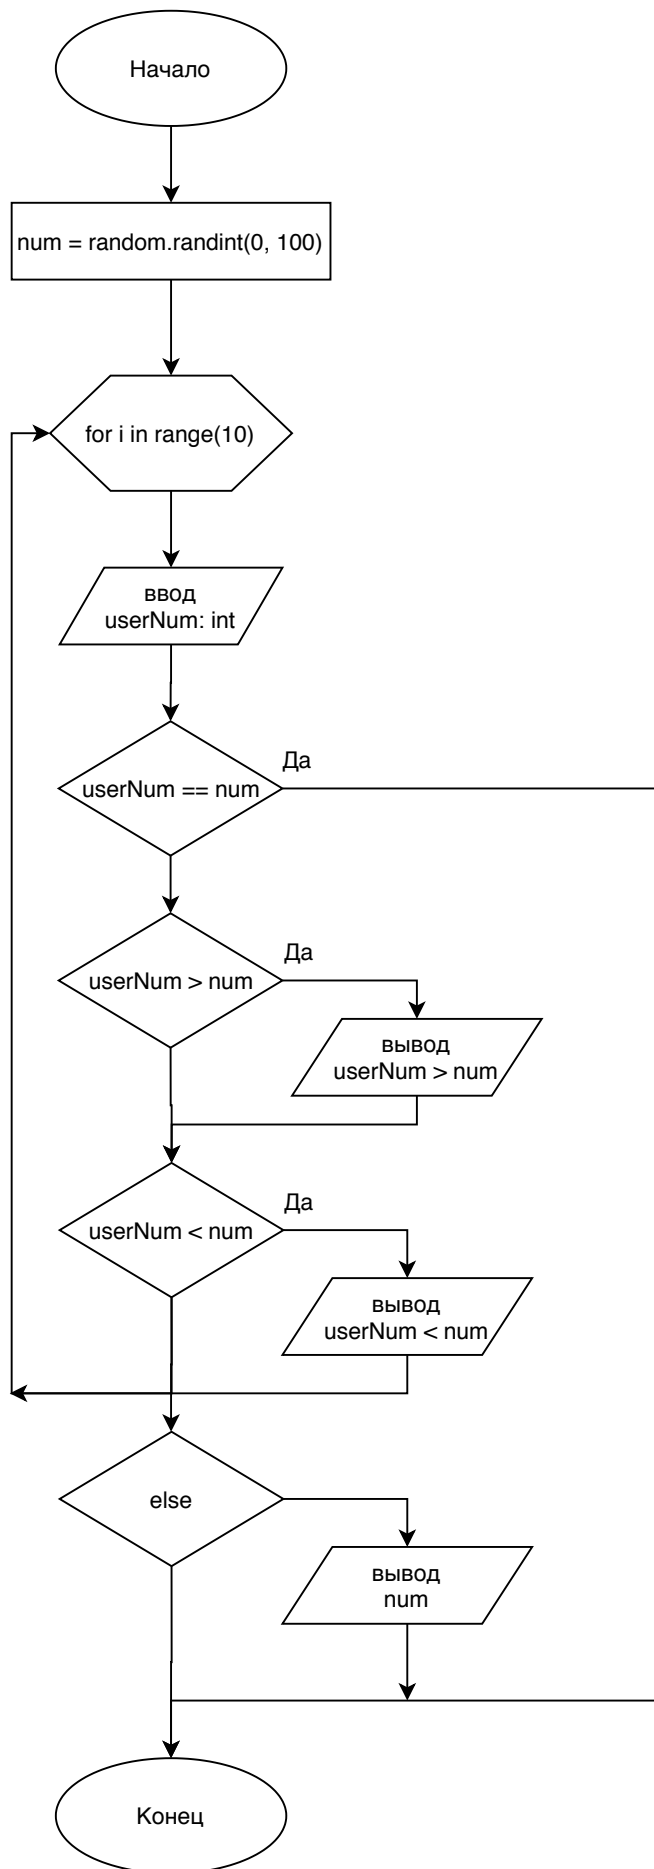 Начало
num = random.randint(0, 100)
for i in range(10)
ввод
userNum: int
Да
userNum == num
Да
userNum > num
вывод
userNum > num
Да
userNum < num
вывод
userNum < num
else
вывод
num
Конец